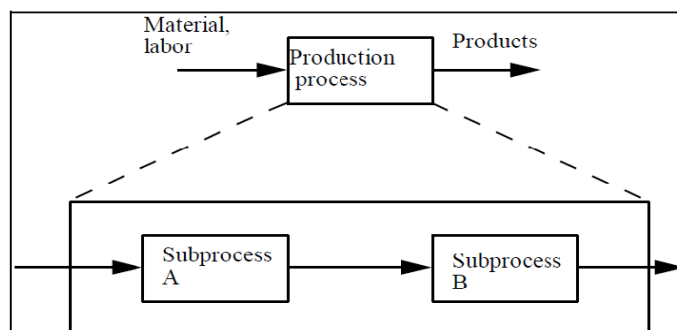 Material,
labor
Production
process
Products
Subprocess
A
Subprocess
B